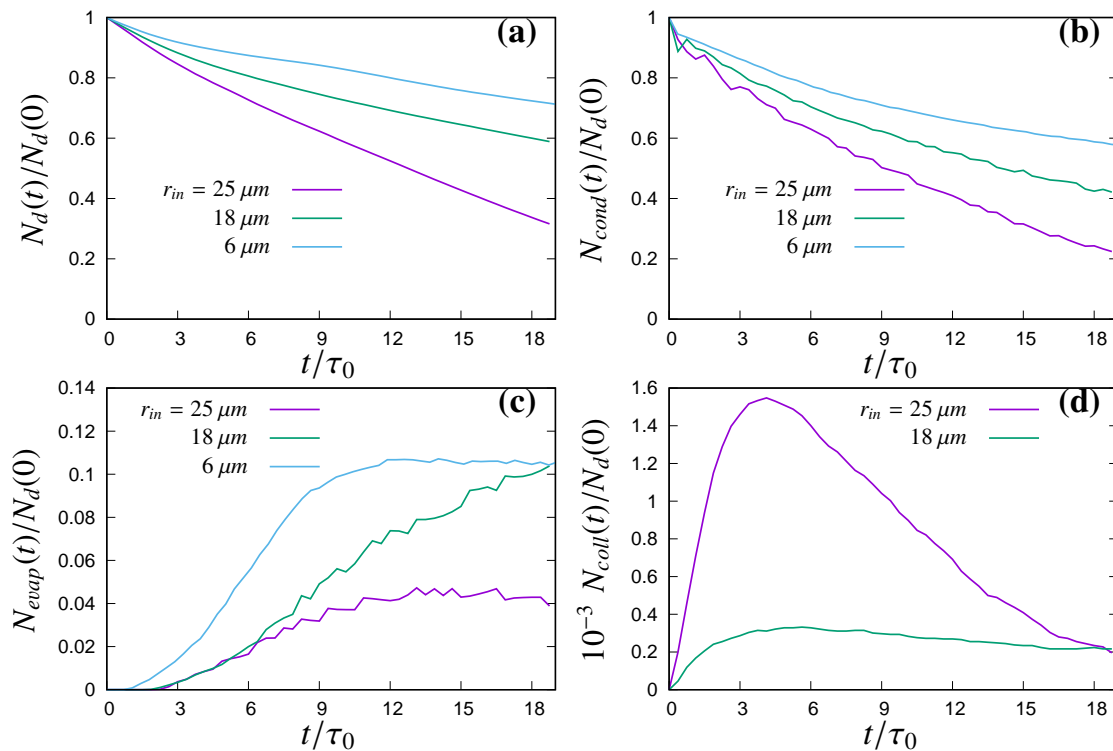 (a)
1
0.8
0.6
0.4
0.2
0
N_d(t)/N_d(0)
r_in = 25 μm
18 μm
6 μm
0 3 6 9 12 15 18
t/τ_0
(b)
1
0.8
0.6
0.4
0.2
0
N_cond(t)/N_d(0)
r_in = 25 μm
18 μm
6 μm
0 3 6 9 12 15 18
t/τ_0
(c)
0.14
0.12
0.1
0.08
0.06
0.04
0.02
0
N_evap(t)/N_d(0)
r_in = 25 μm
18 μm
6 μm
0 3 6 9 12 15 18
t/τ_0
(d)
1.6
1.4
1.2
1
0.8
0.6
0.4
0.2
0
10^{-3} N_coll(t)/N_d(0)
r_in = 25 μm
18 μm
0 3 6 9 12 15 18
t/τ_0